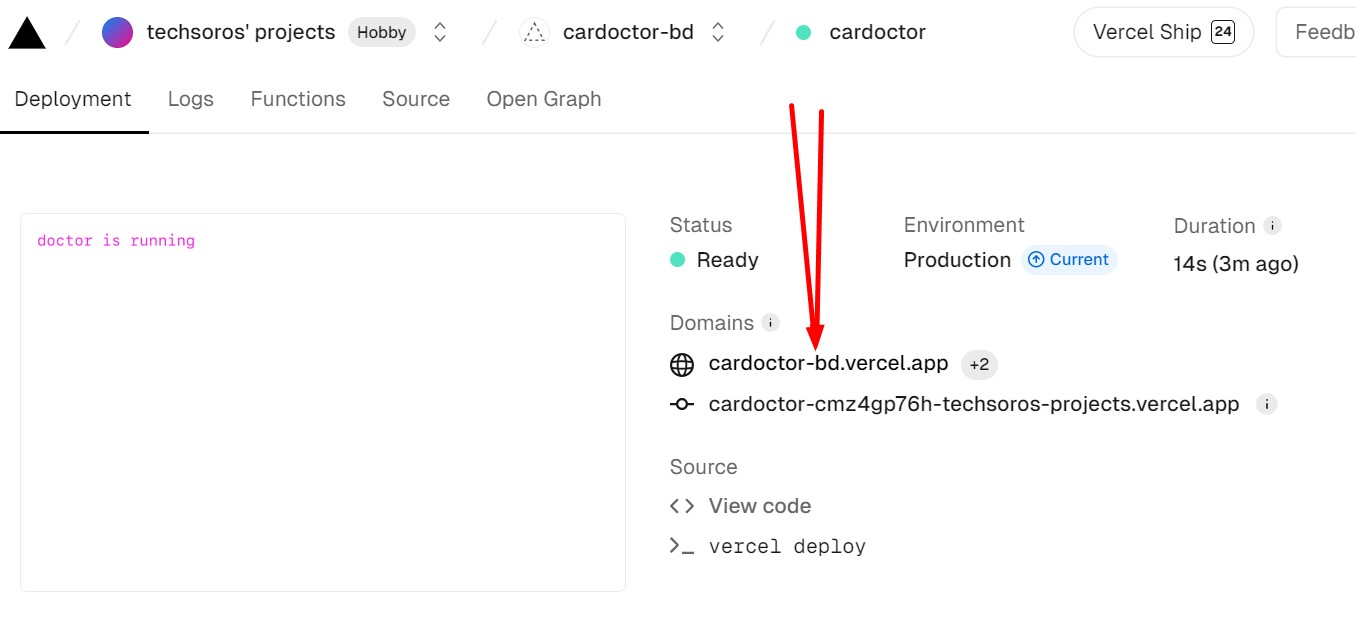 techsoros' projects Hobby cardoctor-bd cardoctor Vercel Ship 24 Feedb
Deployment Logs Functions Source Open Graph
doctor is running
Status Environment Duration
Ready Production Current 14s (3m ago)
Domains
cardoctor-bd.vercel.app +2
cardoctor-cmz4gp76h-techsoros-projects.vercel.app
Source
View code
vercel deploy